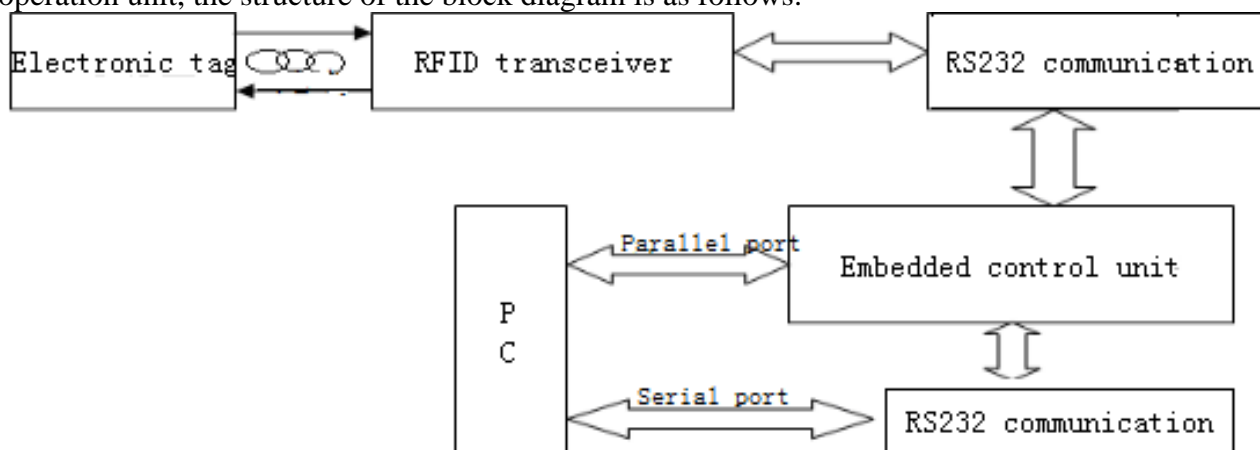 operation unit, the structure of the block diagram is as follows:
Electronic tag
RFID transceiver
RS232 communication
Parallel port
Embedded control unit
P
C
Serial port
RS232 communication